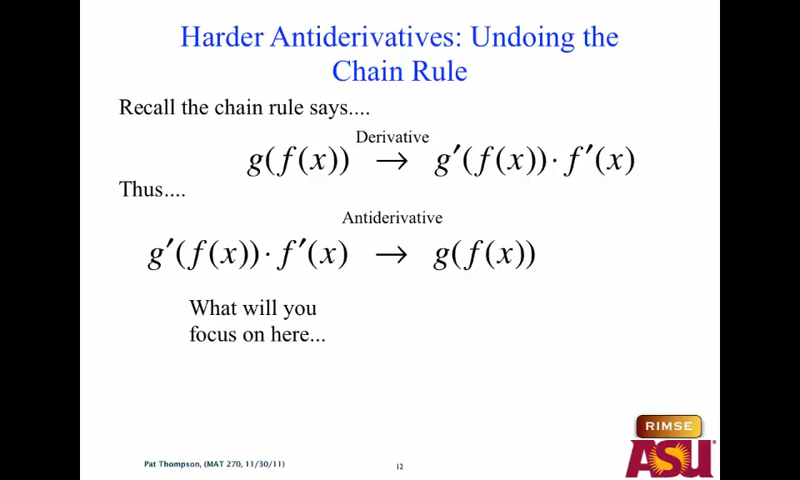 Harder Antiderivatives: Undoing the
Chain Rule
Recall the chain rule says....
Derivative
g(f(x)) → g′(f(x))· f′(x)
Thus....
Antiderivative
g′(f(x))· f′(x) → g(f(x))
What will you
focus on here...
RIMSE
ASU
Pat Thompson, (MAT 270, 11/30/11)
12